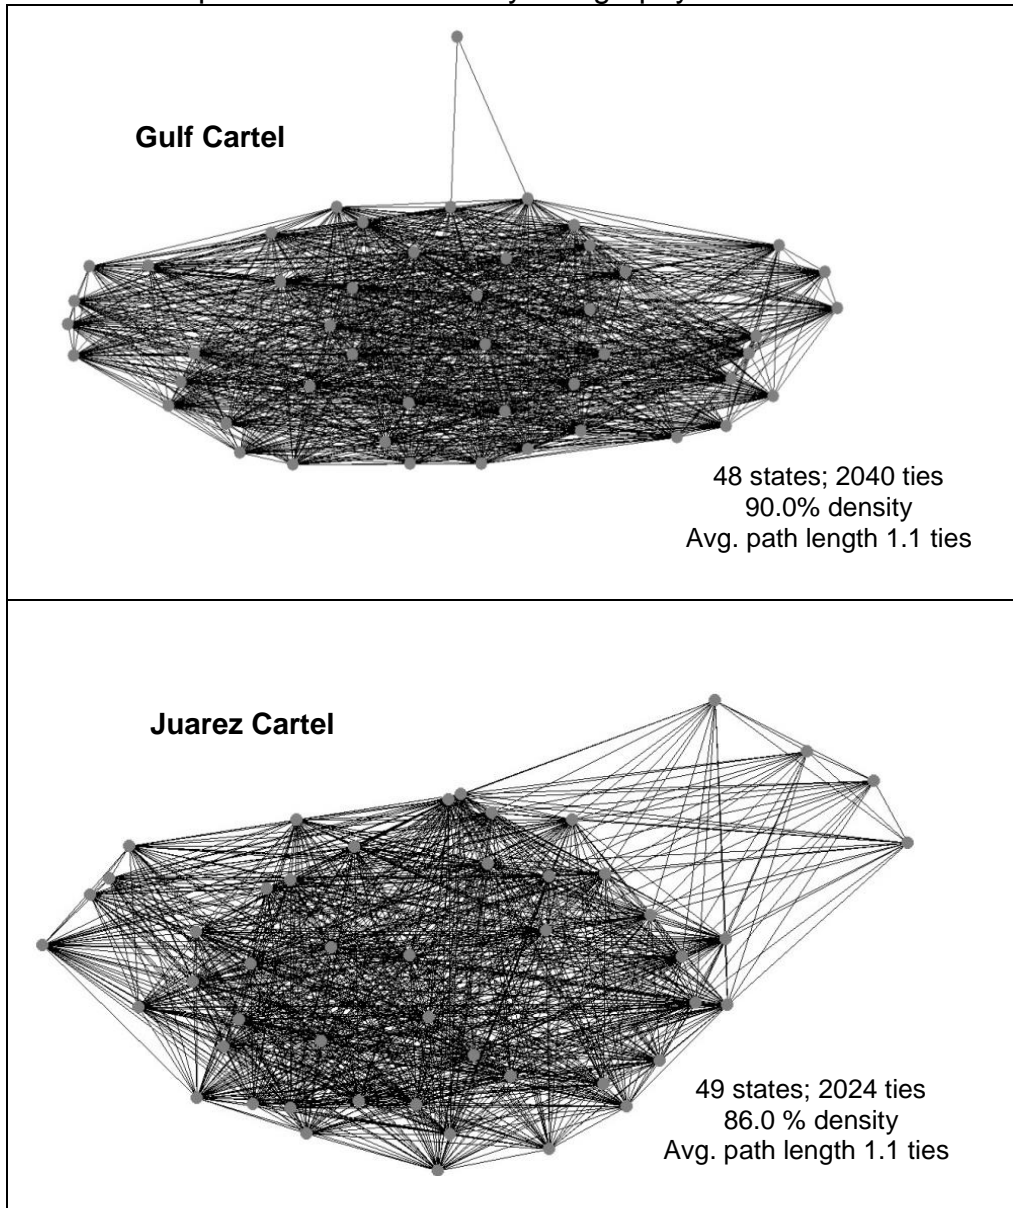 Gulf Cartel
48 states; 2040 ties
90.0% density
Avg. path length 1.1 ties
Juarez Cartel
49 states; 2024 ties
86.0 % density
Avg. path length 1.1 ties